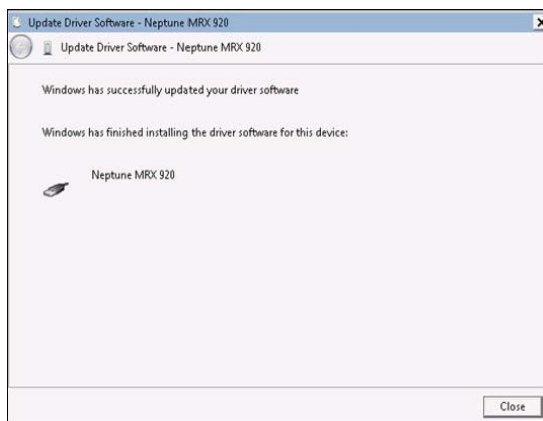 Update Driver Software - Neptune MRX 920
Update Driver Software - Neptune MRX 920
Windows has successfully updated your driver software
Windows has finished installing the driver software for this device:
Neptune MRX 920
Close